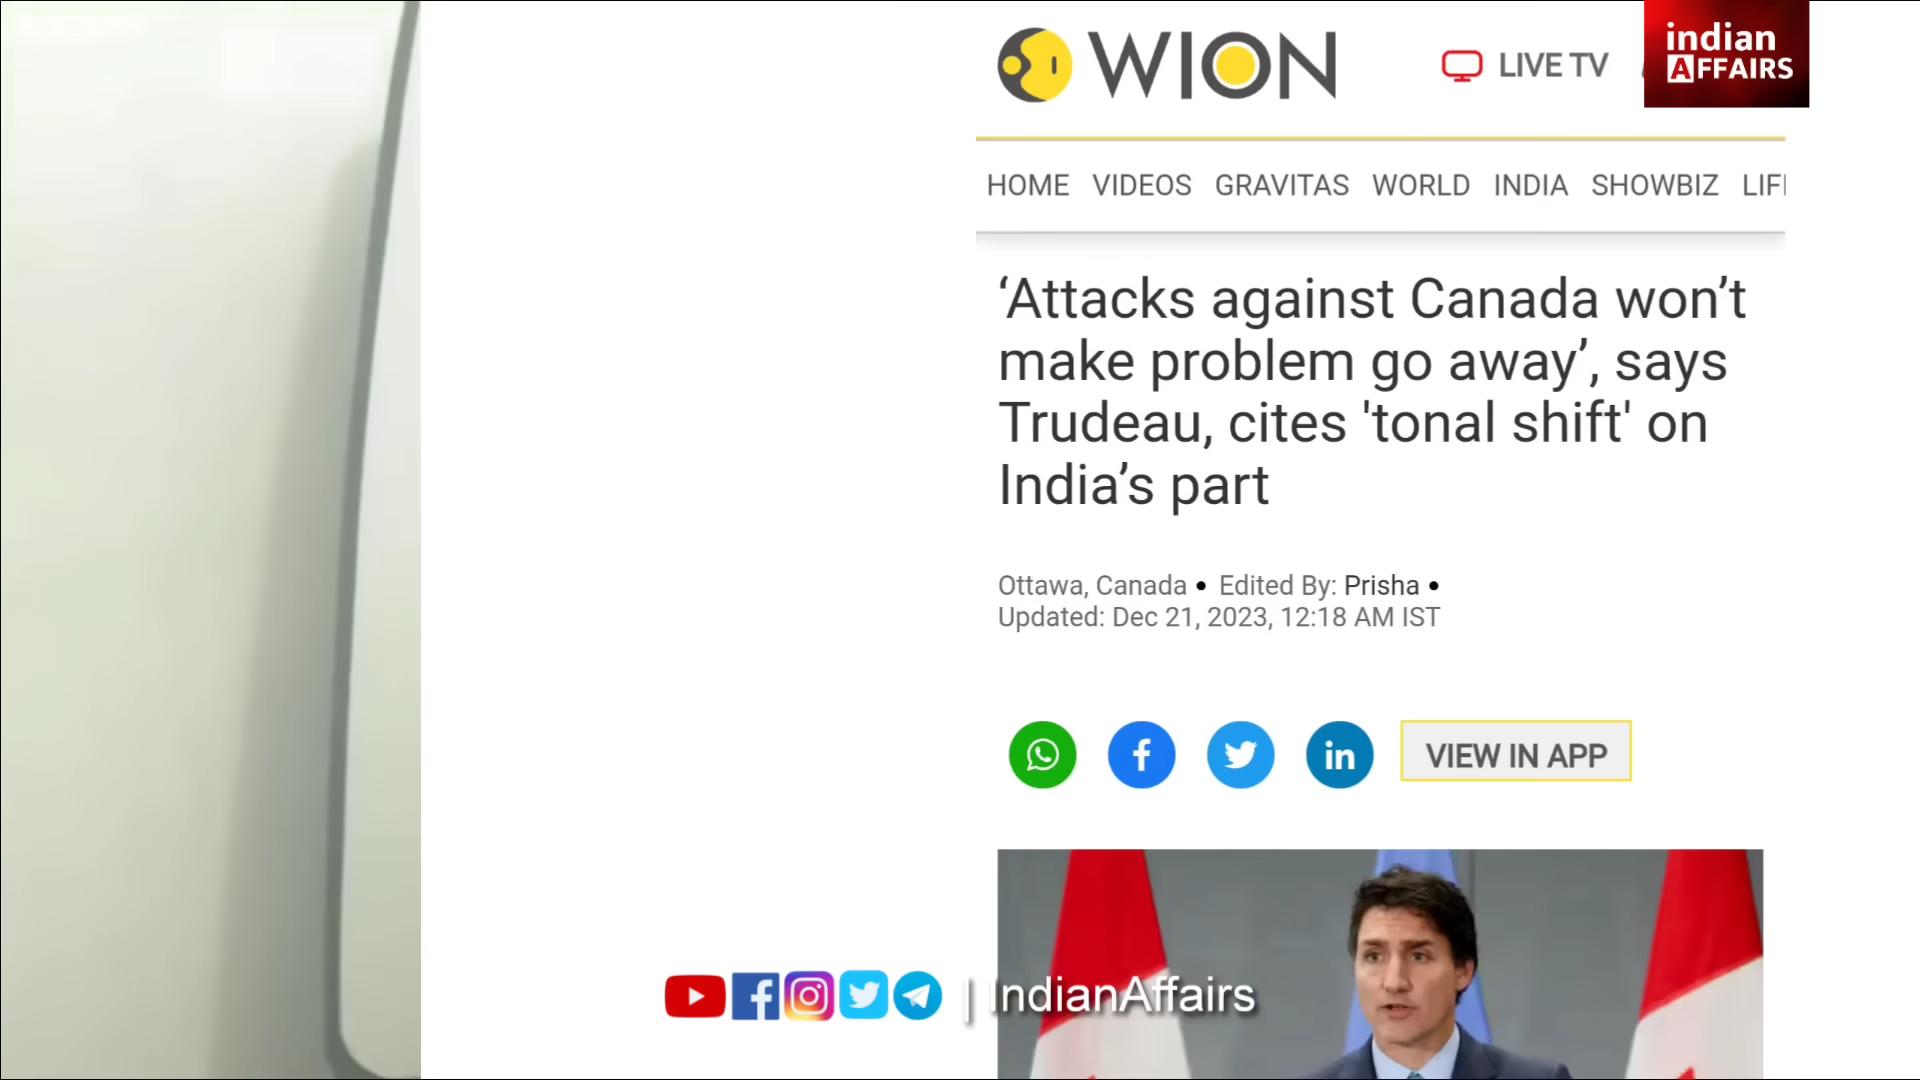 WION
LIVE TV
indian
AFFAIRS
HOME VIDEOS GRAVITAS WORLD INDIA SHOWBIZ LIF
‘Attacks against Canada won’t
make problem go away’, says
Trudeau, cites 'tonal shift' on
India’s part
Ottawa, Canada • Edited By: Prisha •
Updated: Dec 21, 2023, 12:18 AM IST
VIEW IN APP
| IndianAffairs